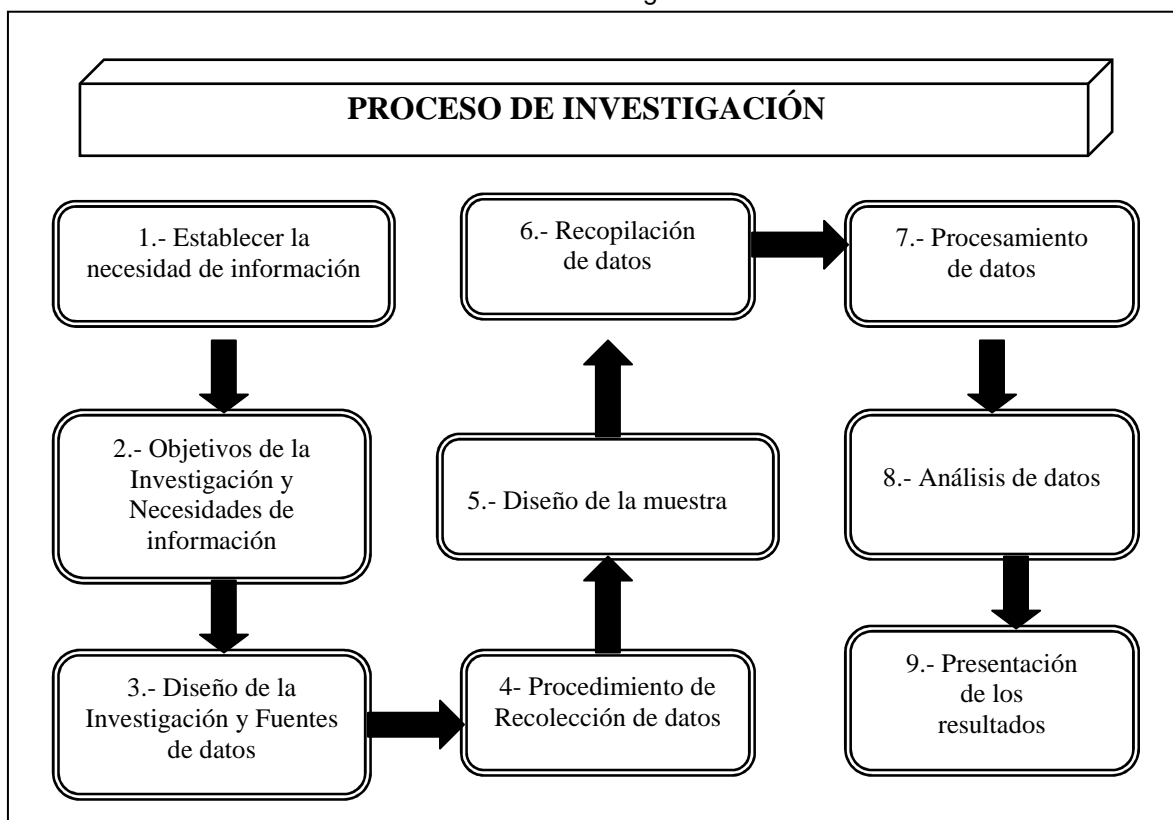 PROCESO DE INVESTIGACIÓN
1.- Establecer la
necesidad de información
2.- Objetivos de la
Investigación y
Necesidades de
información
3.- Diseño de la
Investigación y Fuentes
de datos
4- Procedimiento de
Recolección de datos
5.- Diseño de la muestra
6.- Recopilación
de datos
7.- Procesamiento
de datos
8.- Análisis de datos
9.- Presentación
de los
resultados